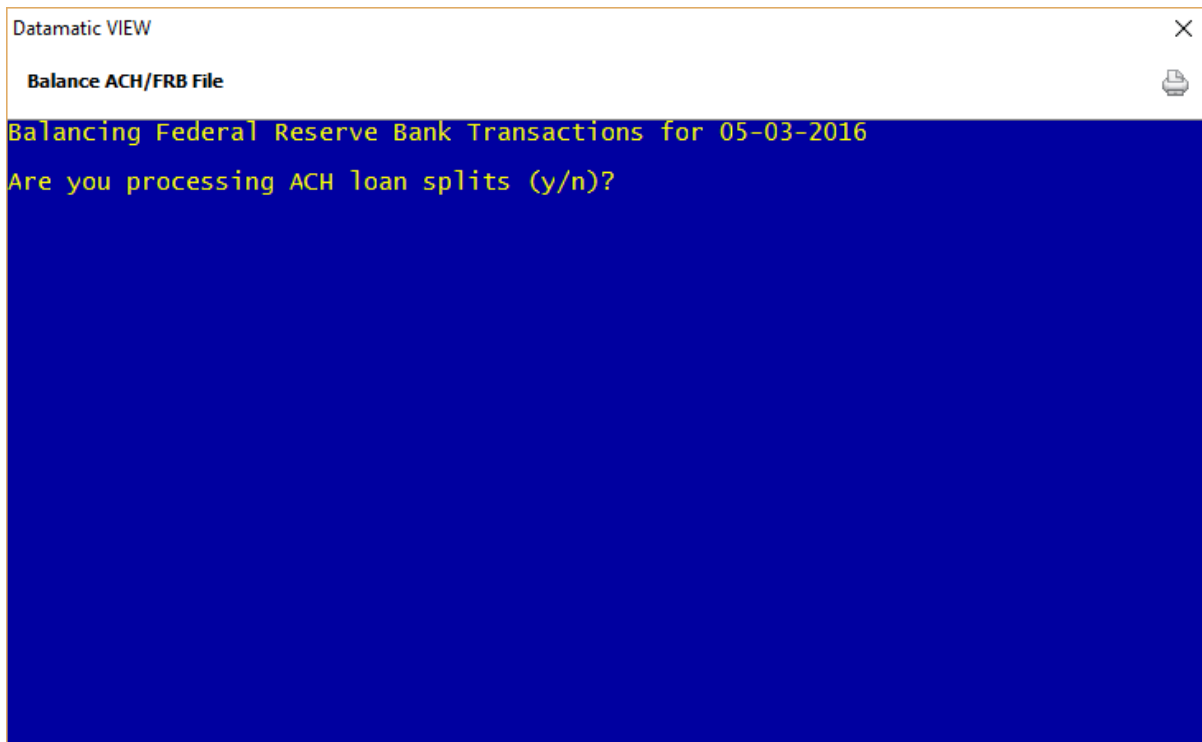 Datamatic VIEW
Balance ACH/FRB File
Balancing Federal Reserve Bank Transactions for 05-03-2016
Are you processing ACH loan splits (y/n)?